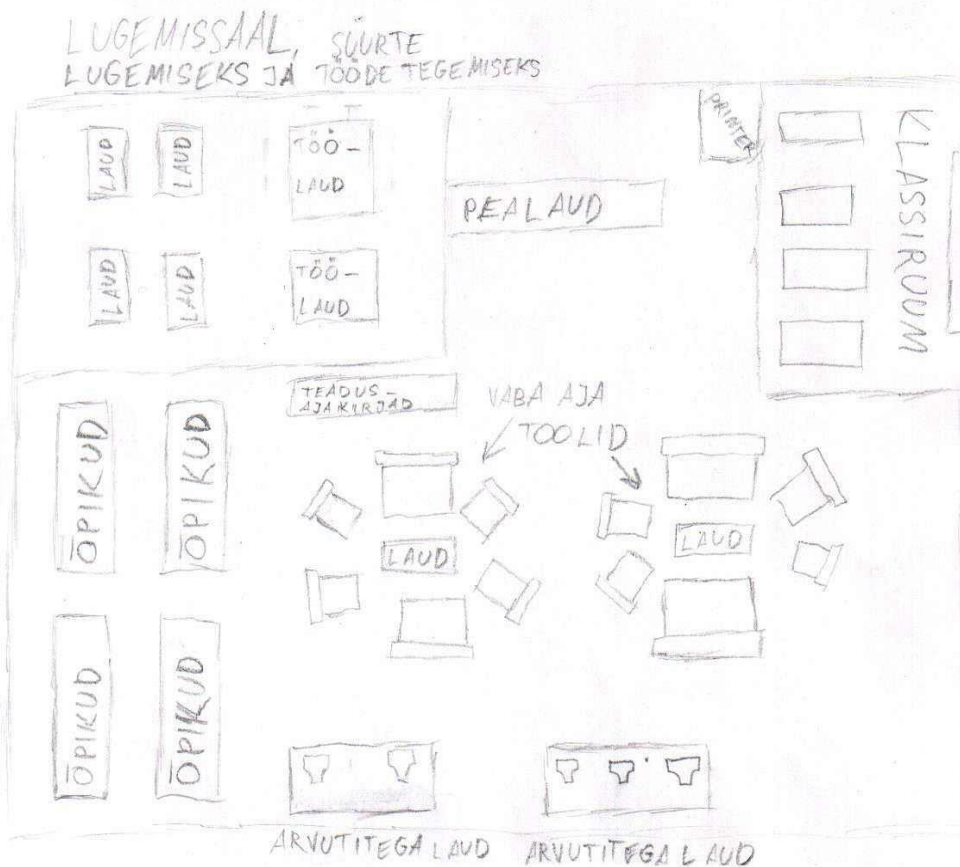 LUGEMISSAAL, SUURTE
LUGEMISEKS JA TÖÖDE TEGEMISEKS
LAUD
LAUD
TÖÖ-
LAUD
LAUD
LAUD
TÖÖ-
LAUD
PEALAUD
PRINTER
KLASSIRUUM
TEADUS-
AJAKIRJAD
VABA AJA
TOOLID
ÕPIKUD
ÕPIKUD
LAUD
LAUD
ÕPIKUD
ÕPIKUD
ARVUTITEGA LAUD
ARVUTITEGA LAUD